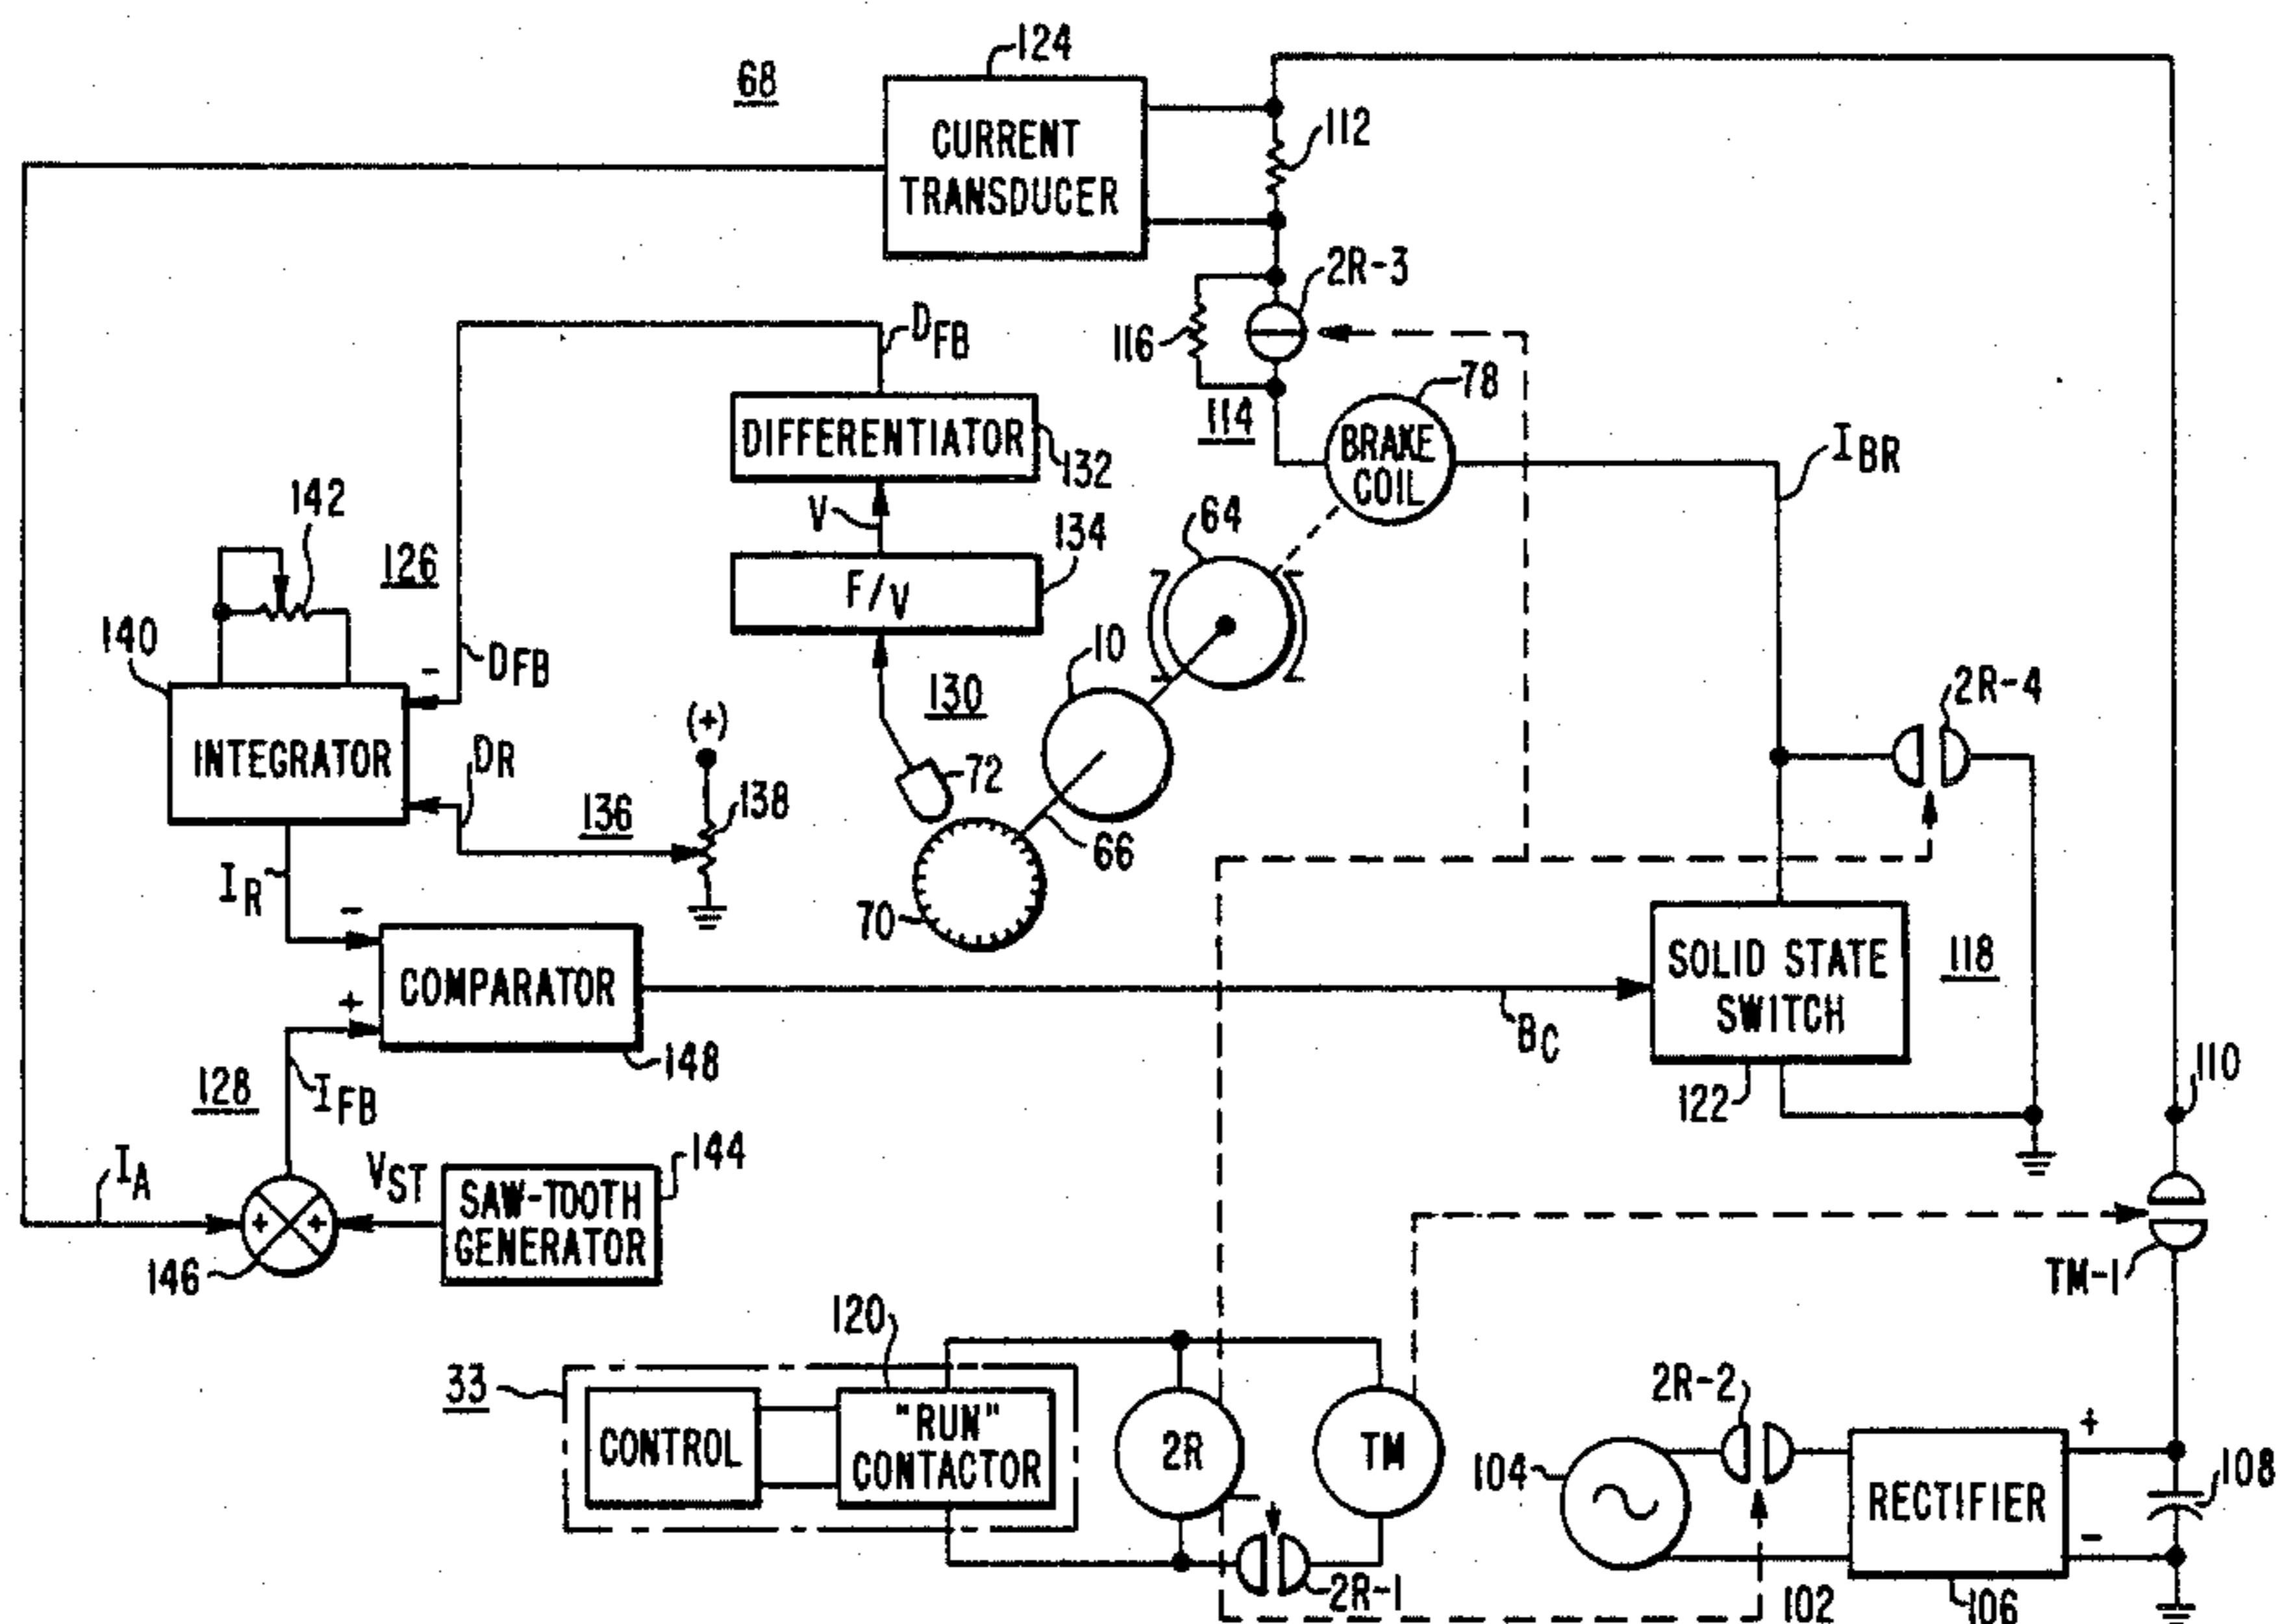 124
68
CURRENT
TRANSDUCER
112
2R-3
116
DFB
114
78
BRAKE
COIL
IBR
DIFFERENTIATOR
132
V
134
F/V
64
142
126
140
-
DFB
INTEGRATOR
DR
130
10
72
(+)
136
138
66
70
2R-4
IR
-
+
COMPARATOR
148
BC
SOLID STATE
SWITCH
118
122
110
128
IFB
IA
+
+
146
VST
SAW-TOOTH
GENERATOR
144
TM-1
120
33
CONTROL
"RUN"
CONTACTOR
2R
TM
2R-1
2R-2
104
RECTIFIER
+
-
108
102
106